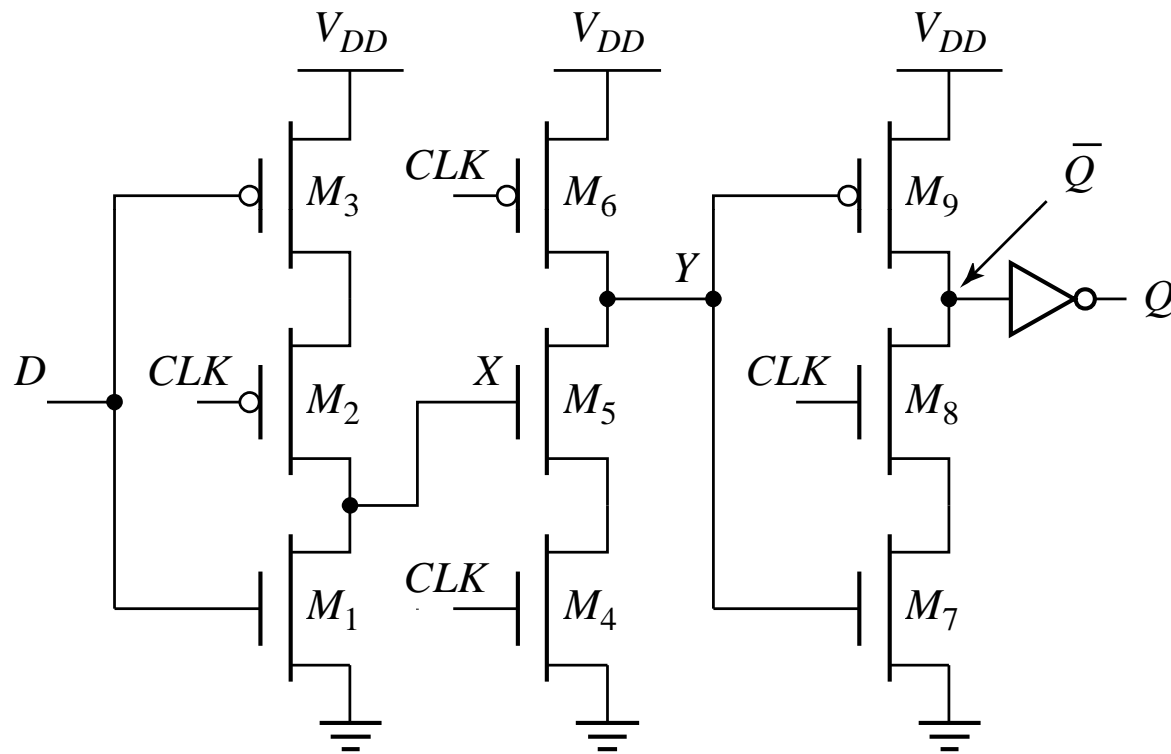 V_DD V_DD V_DD
CLK Q̅
M_3 M_6 M_9
Y
Q
D CLK M_2 X M_5 CLK M_8
CLK
M_1 M_4 M_7